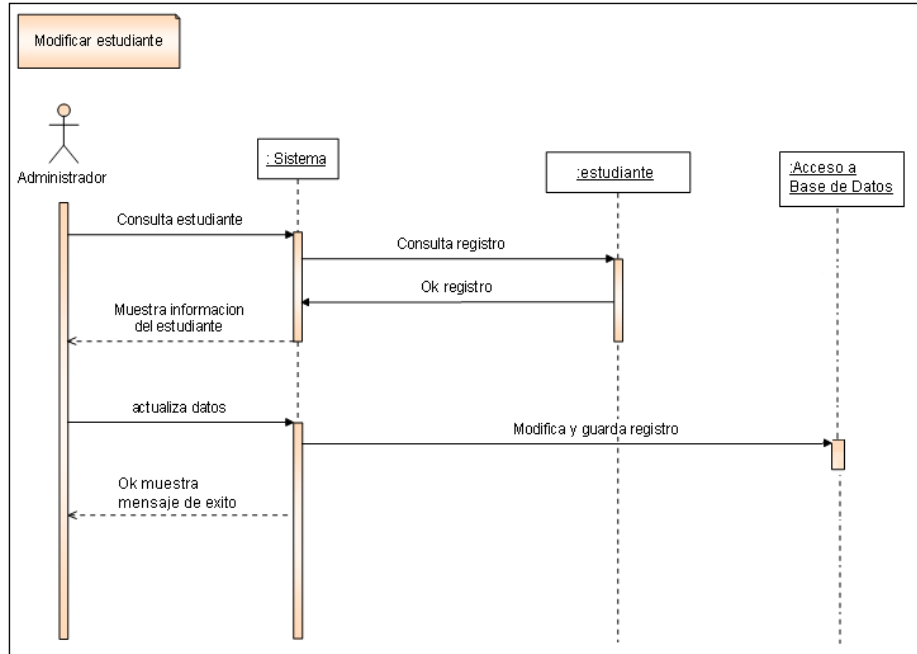 Modificar estudiante
Administrador
: Sistema
:estudiante
:Acceso a
Base de Datos
Consulta estudiante
Consulta registro
Ok registro
Muestra informacion
del estudiante
actualiza datos
Modifica y guarda registro
Ok muestra
mensaje de exito